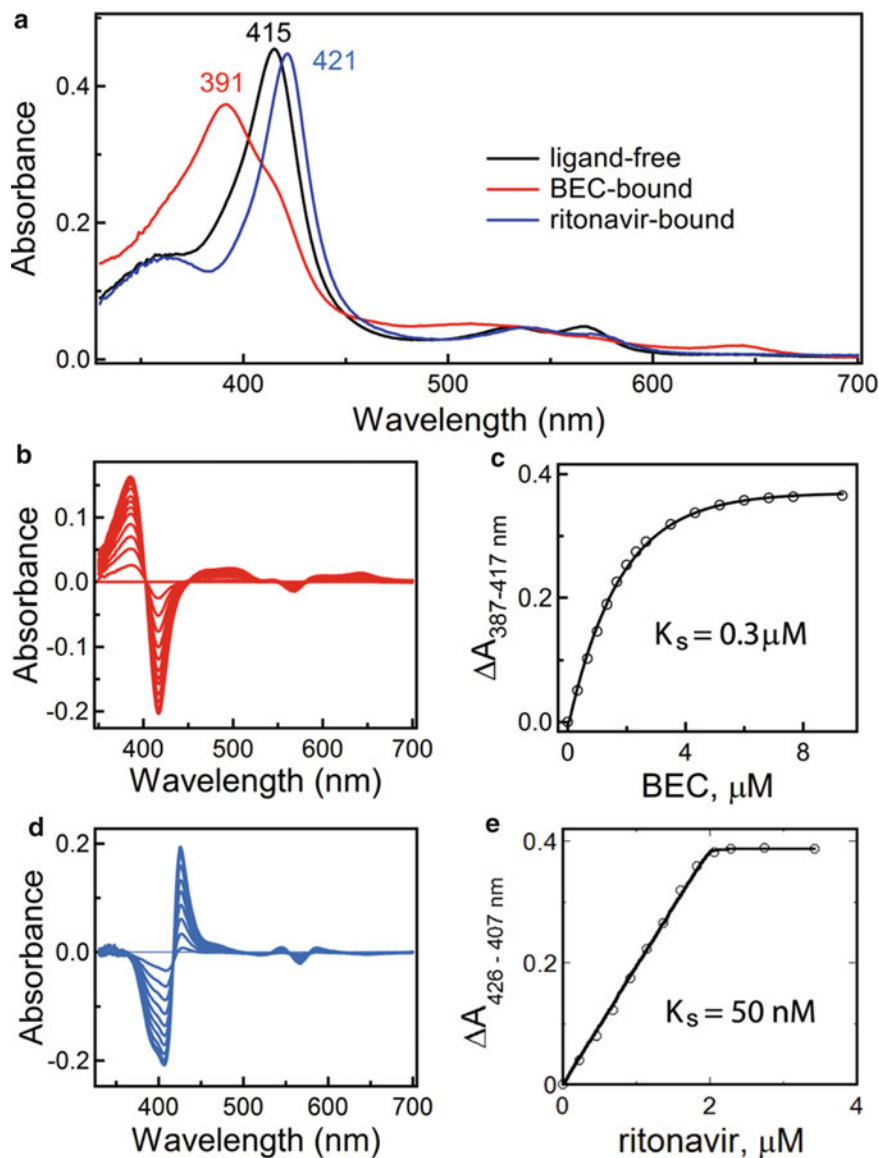 a
415
391
421
0.4
0.2
0.0
Absorbance
ligand-free
BEC-bound
ritonavir-bound
400
500
600
700
Wavelength (nm)
b
0.1
0.0
-0.1
-0.2
Absorbance
400
500
600
700
Wavelength (nm)
c
0.4
0.2
0.0
ΔA387-417 nm
Ks = 0.3μM
0
4
8
BEC, μM
d
0.2
0.0
-0.2
Absorbance
400
500
600
700
Wavelength (nm)
e
0.4
0.2
0
ΔA426 - 407 nm
Ks = 50 nM
0
2
4
ritonavir, μM